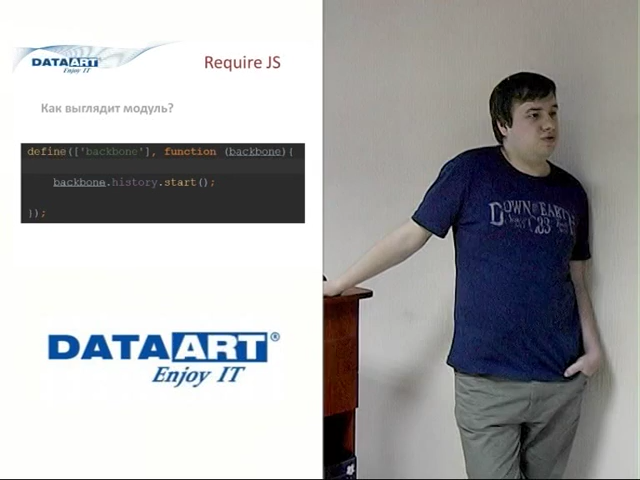 DATAART
Enjoy IT
Require JS
Как выглядит модуль?
define(['backbone'], function (backbone){
backbone.history.start();
});
DATAART®
Enjoy IT
DOWN
EARTH
83